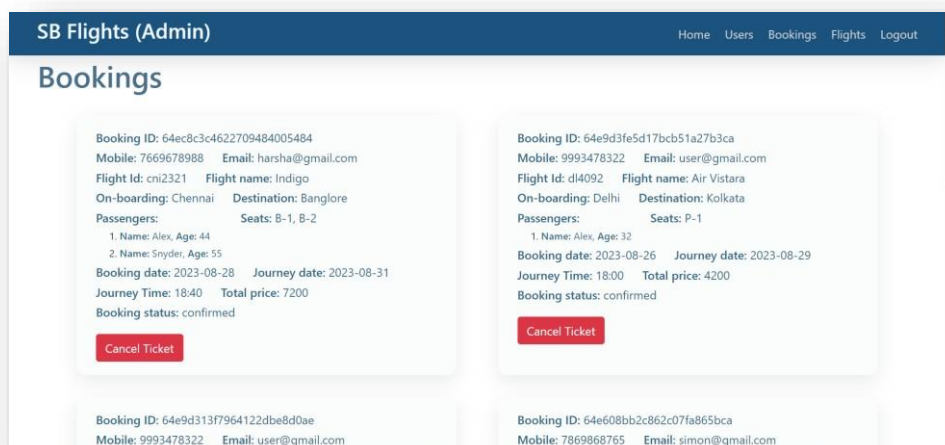 SB Flights (Admin)
Home Users Bookings Flights Logout
Bookings
Booking ID: 64ec8c3c4622709484005484
Mobile: 7669678988 Email: harsha@gmail.com
Flight Id: cni2321 Flight name: Indigo
On-boarding: Chennai Destination: Banglore
Passengers: Seats: B-1, B-2
1. Name: Alex, Age: 44
2. Name: Snyder, Age: 55
Booking date: 2023-08-28 Journey date: 2023-08-31
Journey Time: 18:40 Total price: 7200
Booking status: confirmed
Cancel Ticket
Booking ID: 64e9d3fe5d17bcb51a27b3ca
Mobile: 9993478322 Email: user@gmail.com
Flight Id: dl4092 Flight name: Air Vistara
On-boarding: Delhi Destination: Kolkata
Passengers: Seats: P-1
1. Name: Alex, Age: 32
Booking date: 2023-08-26 Journey date: 2023-08-29
Journey Time: 18:00 Total price: 4200
Booking status: confirmed
Cancel Ticket
Booking ID: 64e9d313f7964122dbe8d0ae
Mobile: 9993478322 Email: user@gmail.com
Booking ID: 64e608bb2c862c07fa865bca
Mobile: 7869868765 Email: simon@gmail.com